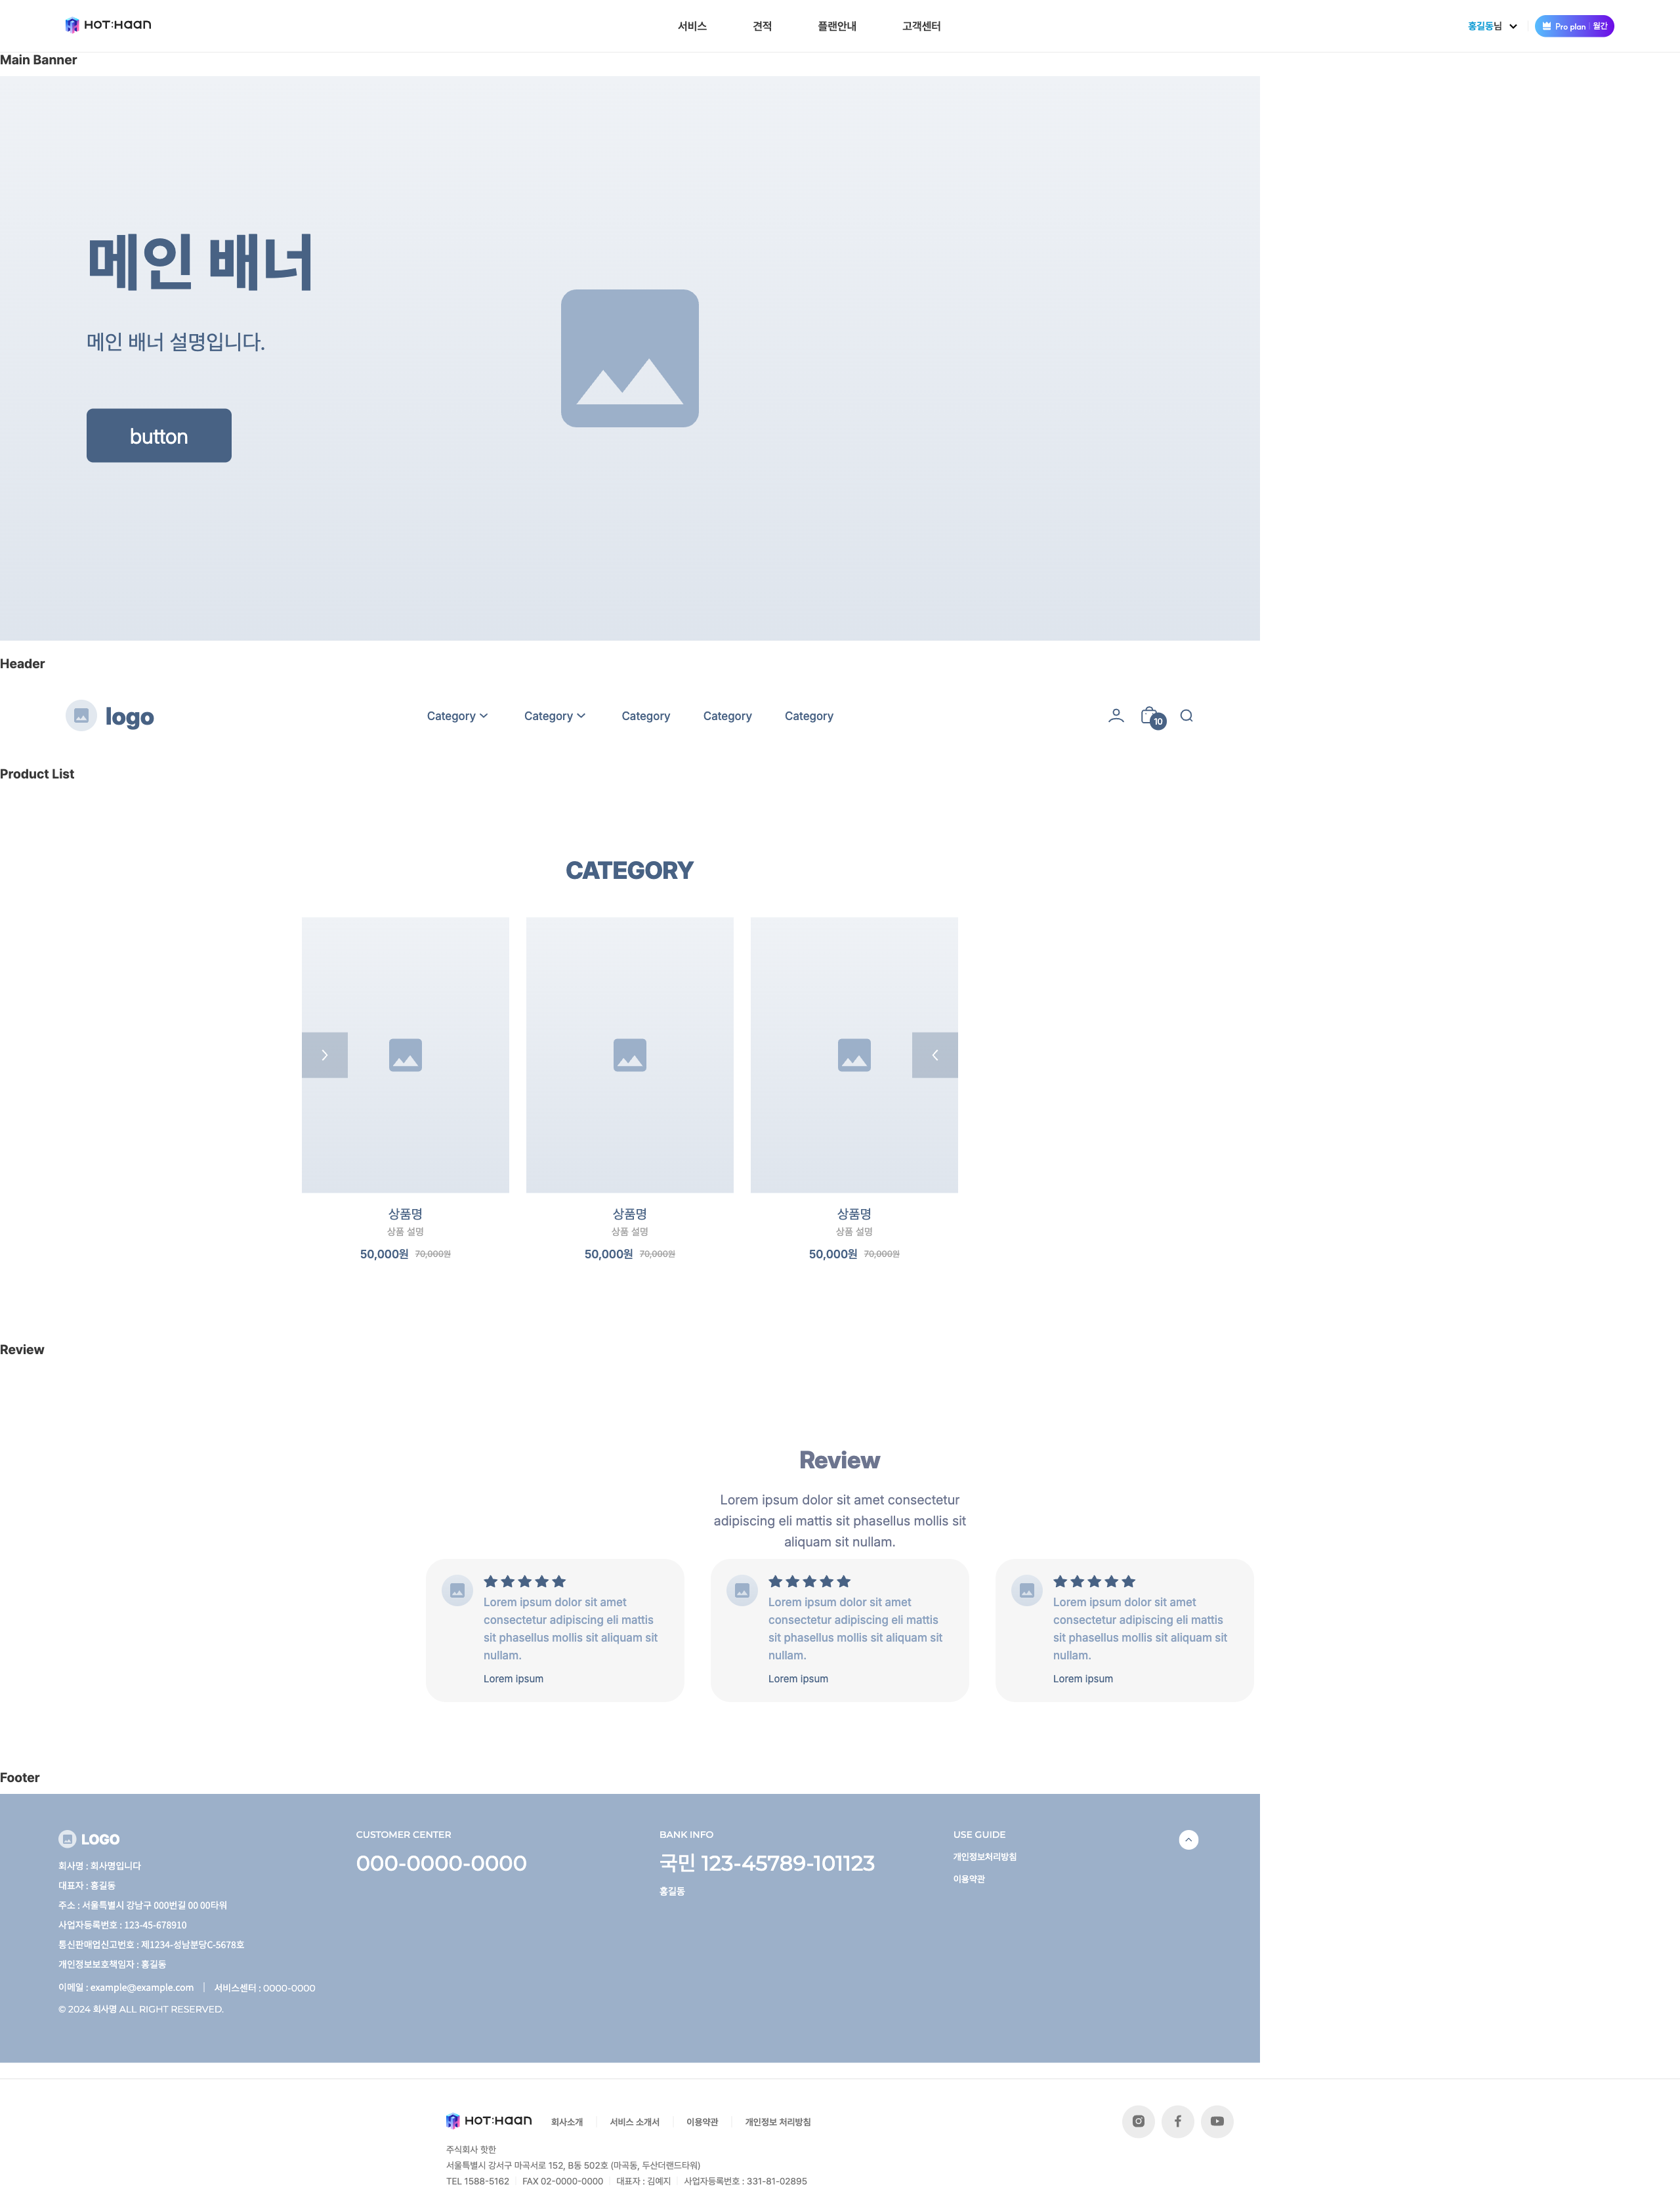 HOT:HAAN
서비스 견적 플랜안내 고객센터
홍길동님
Pro plan 월간
Main Banner
메인 배너
메인 배너 설명입니다.
button
Header
logo
Category Category Category Category Category
10
Product List
CATEGORY
상품명 상품명 상품명
상품 설명 상품 설명 상품 설명
50,000원 70,000원 50,000원 70,000원 50,000원 70,000원
Review
Review
Lorem ipsum dolor sit amet consectetur
adipiscing eli mattis sit phasellus mollis sit
aliquam sit nullam.
Lorem ipsum dolor sit amet
consectetur adipiscing eli mattis
sit phasellus mollis sit aliquam sit
nullam.
Lorem ipsum
Lorem ipsum dolor sit amet
consectetur adipiscing eli mattis
sit phasellus mollis sit aliquam sit
nullam.
Lorem ipsum
Lorem ipsum dolor sit amet
consectetur adipiscing eli mattis
sit phasellus mollis sit aliquam sit
nullam.
Lorem ipsum
Footer
LOGO
회사명 : 회사명입니다
대표자 : 홍길동
주소 : 서울특별시 강남구 000번길 00 00타워
사업자등록번호 : 123-45-678910
통신판매업신고번호 : 제1234-성남분당C-5678호
개인정보보호책임자 : 홍길동
이메일 : example@example.com | 서비스센터 : 0000-0000
© 2024 회사명 ALL RIGHT RESERVED.
CUSTOMER CENTER
000-0000-0000
BANK INFO
국민 123-45789-101123
홍길동
USE GUIDE
개인정보처리방침
이용약관
HOT:HAAN
회사소개 서비스 소개서 이용약관 개인정보 처리방침
주식회사 핫한
서울특별시 강서구 마곡서로 152, B동 502호 (마곡동, 두산더랜드타워)
TEL 1588-5162 FAX 02-0000-0000 대표자 : 김예지 사업자등록번호 : 331-81-02895